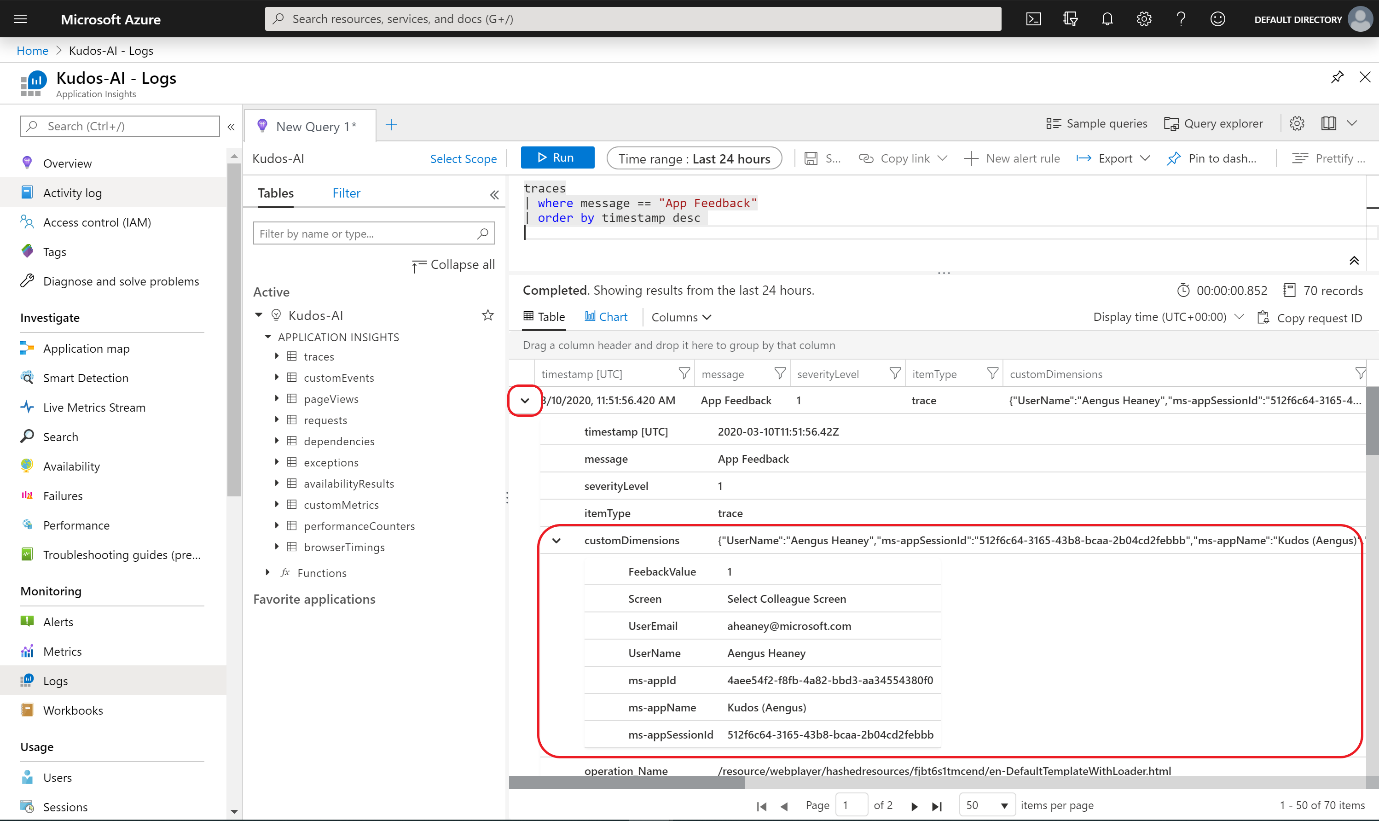 Microsoft Azure
Search resources, services, and docs (G+/)
DEFAULT DIRECTORY
Home > Kudos-AI - Logs
Kudos-AI - Logs
Application Insights
Search (Ctrl+/)
«
Overview
Activity log
Access control (IAM)
Tags
Diagnose and solve problems
Investigate
Application map
Smart Detection
Live Metrics Stream
Search
Availability
Failures
Performance
Troubleshooting guides (pre...
Monitoring
Alerts
Metrics
Logs
Workbooks
Usage
Users
Sessions
New Query 1*
Sample queries
Query explorer
Kudos-AI
Select Scope
Run
Time range : Last 24 hours
S...
Copy link
New alert rule
Export
Pin to dash...
Prettify ...
Tables
Filter
Filter by name or type...
Collapse all
Active
Kudos-AI
APPLICATION INSIGHTS
traces
customEvents
pageViews
requests
dependencies
exceptions
availabilityResults
customMetrics
performanceCounters
browserTimings
fx Functions
Favorite applications
traces
| where message == "App Feedback"
| order by timestamp desc
Completed. Showing results from the last 24 hours.
00:00:00.852
70 records
Table
Chart
Columns
Display time (UTC+00:00)
Copy request ID
Drag a column header and drop it here to group by that column
timestamp [UTC] message severityLevel itemType customDimensions
3/10/2020, 11:51:56.420 AM App Feedback 1 trace {"UserName":"Aengus Heaney","ms-appSessionId":"512f6c64-3165-4...
timestamp [UTC] 2020-03-10T11:51:56.42Z
message App Feedback
severityLevel 1
itemType trace
customDimensions {"UserName":"Aengus Heaney","ms-appSessionId":"512f6c64-3165-43b8-bcaa-2b04cd2febbb","ms-appName":"Kudos (Aengus)
FeebackValue 1
Screen Select Colleague Screen
UserEmail aheaney@microsoft.com
UserName Aengus Heaney
ms-appId 4aee54f2-f8fb-4a82-bbd3-aa34554380f0
ms-appName Kudos (Aengus)
ms-appSessionId 512f6c64-3165-43b8-bcaa-2b04cd2febbb
operation_Name /resource/webplayer/hashedresources/fjbt6s1tmcend/en-DefaultTemplateWithLoader.html
Page 1 of 2
50 items per page
1 - 50 of 70 items